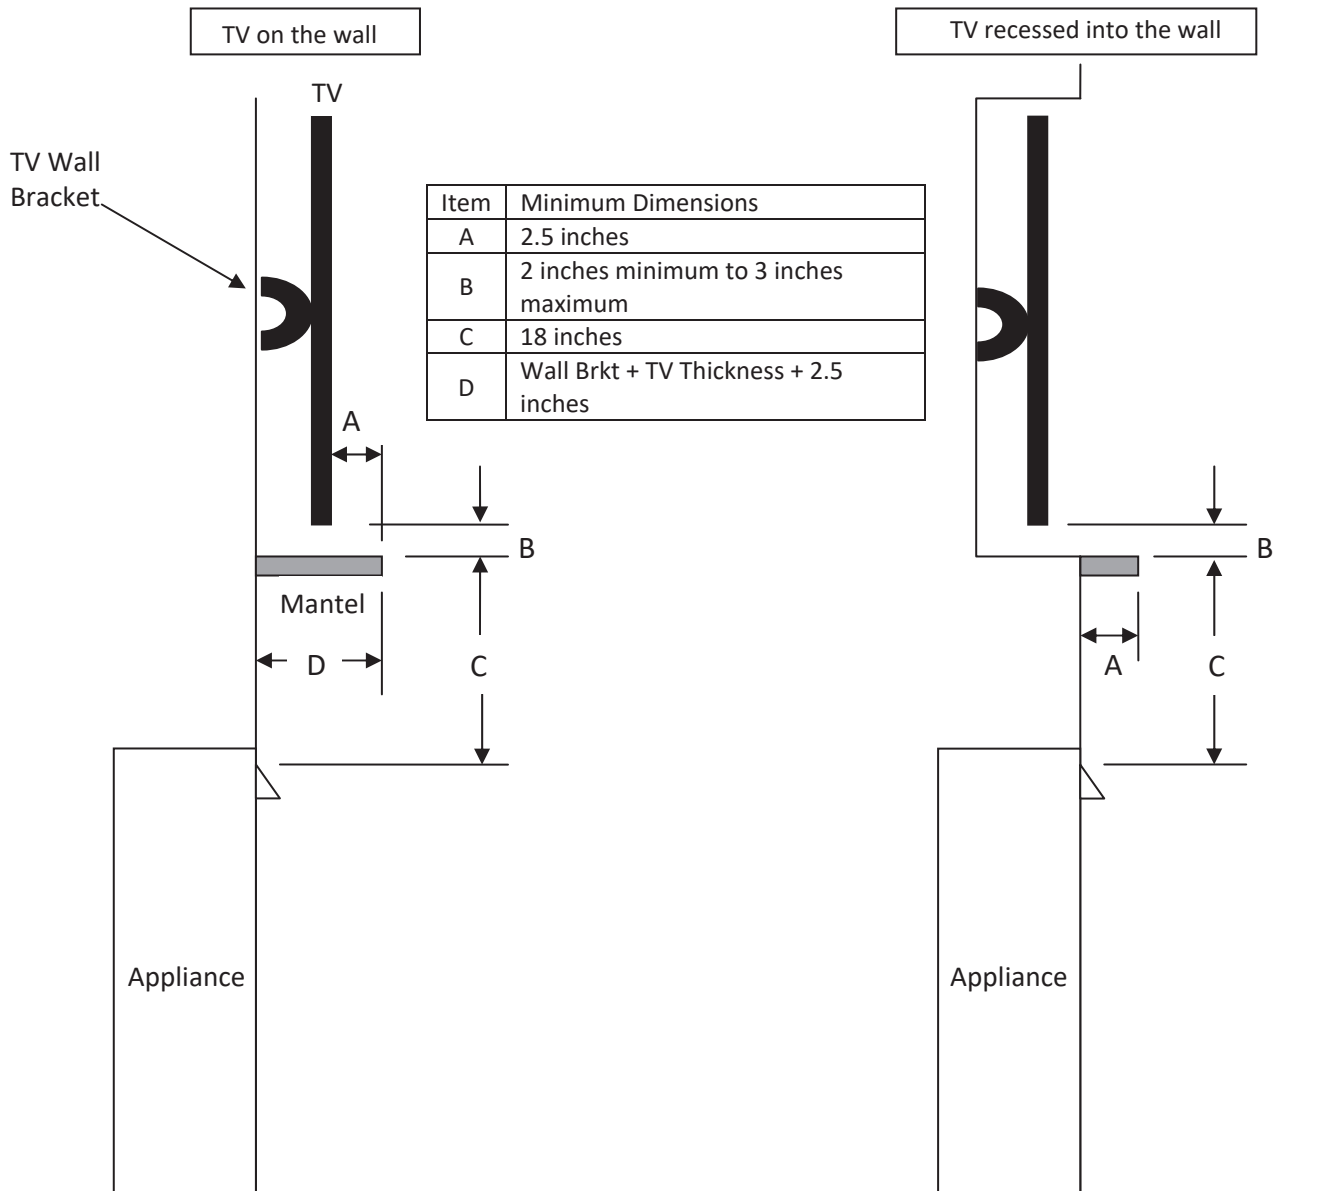 TV on the wall
TV recessed into the wall
TV
TV Wall
Bracket
Item Minimum Dimensions
A 2.5 inches
B 2 inches minimum to 3 inches
maximum
C 18 inches
D Wall Brkt + TV Thickness + 2.5
inches
A
B
Mantel
D
C
Appliance
B
A
C
Appliance